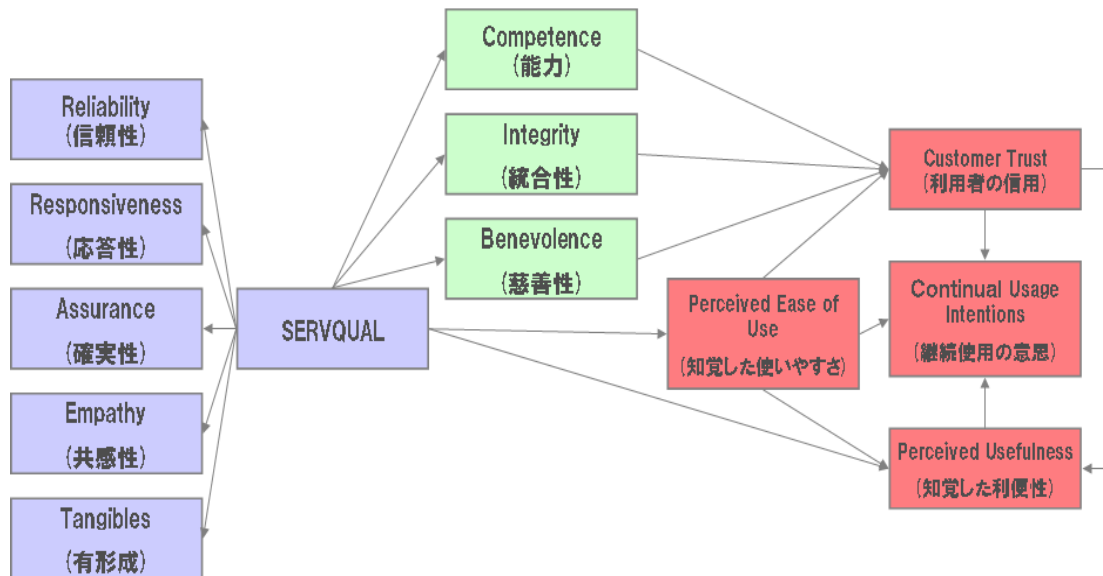 Reliability
(信頼性)
Responsiveness
(応答性)
Assurance
(確実性)
Empathy
(共感性)
Tangibles
(有形成)
SERVQUAL
Competence
(能力)
Integrity
(統合性)
Benevolence
(慈善性)
Perceived Ease of
Use
(知覚した使いやすさ)
Customer Trust
(利用者の信用)
Continual Usage
Intentions
(継続使用の意思)
Perceived Usefulness
(知覚した利便性)